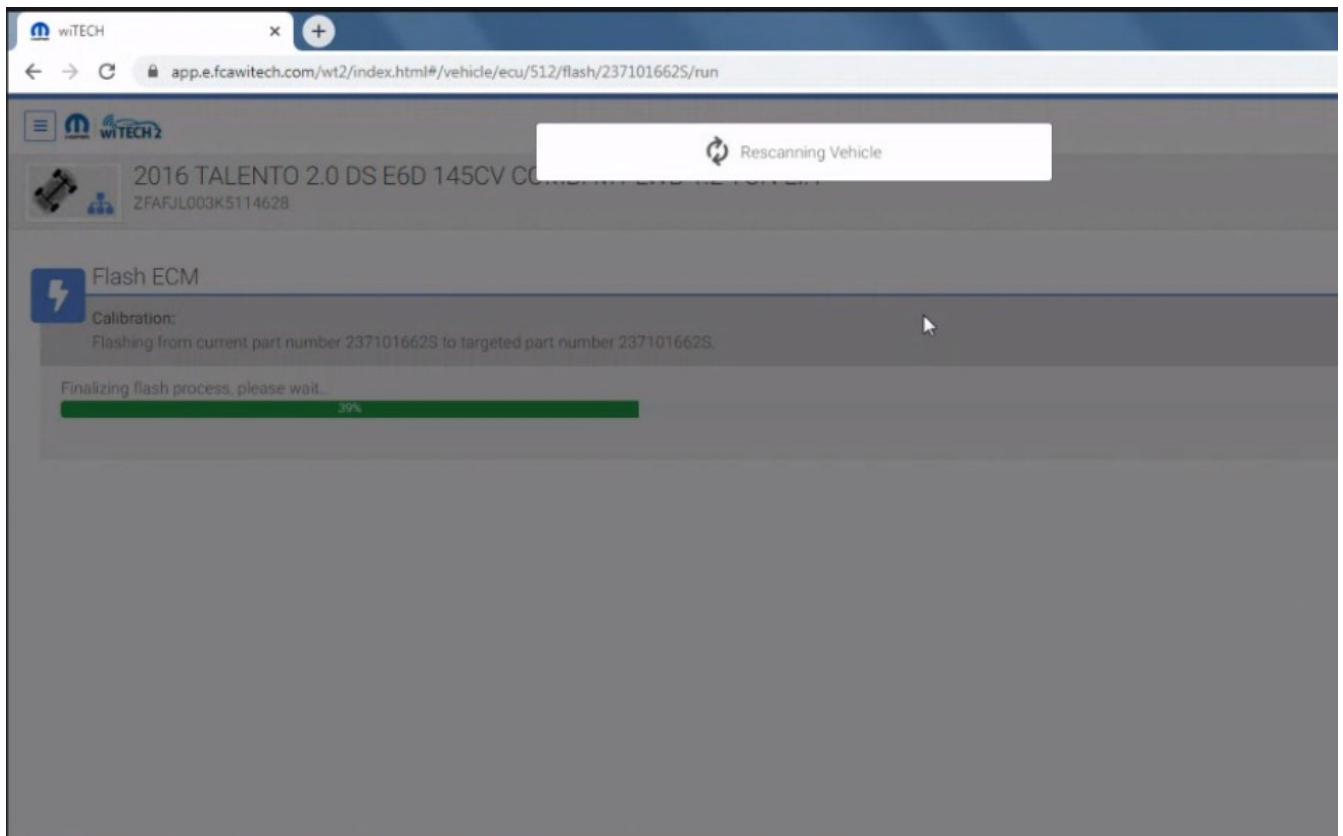 wiTECH
app.e.fcawitech.com/wt2/index.html#/vehicle/ecu/512/flash/237101662S/run
wiTECH2
Rescanning Vehicle
2016 TALENTO 2.0 DS E6D 145CV
ZFAFJL003K5114628
Flash ECM
Calibration:
Flashing from current part number 237101662S to targeted part number 237101662S.
Finalizing flash process, please wait...
39%